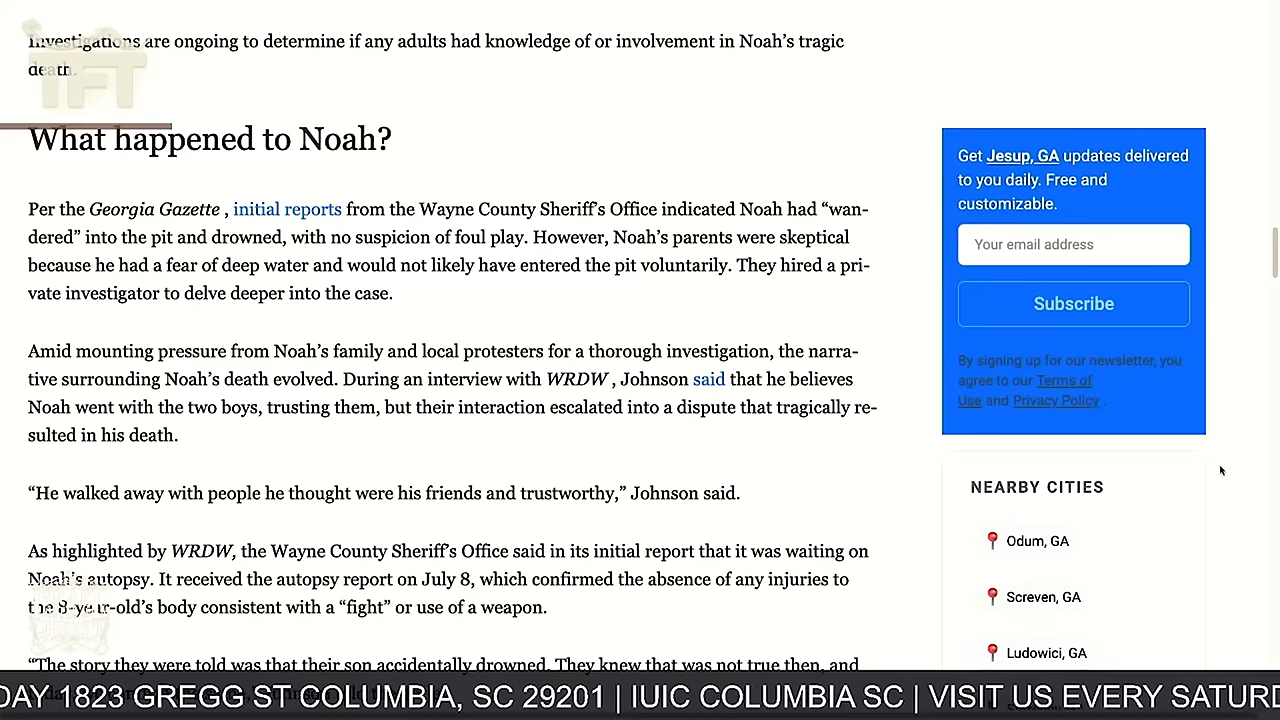 Investigations are ongoing to determine if any adults had knowledge of or involvement in Noah’s tragic
death.
IFT
What happened to Noah?
Per the Georgia Gazette , initial reports from the Wayne County Sheriff’s Office indicated Noah had “wan-
dered” into the pit and drowned, with no suspicion of foul play. However, Noah’s parents were skeptical
because he had a fear of deep water and would not likely have entered the pit voluntarily. They hired a pri-
vate investigator to delve deeper into the case.
Amid mounting pressure from Noah’s family and local protesters for a thorough investigation, the narra-
tive surrounding Noah’s death evolved. During an interview with WRDW , Johnson said that he believes
Noah went with the two boys, trusting them, but their interaction escalated into a dispute that tragically re-
sulted in his death.
“He walked away with people he thought were his friends and trustworthy,” Johnson said.
As highlighted by WRDW, the Wayne County Sheriff’s Office said in its initial report that it was waiting on
Noah’s autopsy. It received the autopsy report on July 8, which confirmed the absence of any injuries to
the 8-year-old’s body consistent with a “fight” or use of a weapon.
“The story they were told was that their son accidentally drowned. They knew that was not true then, and
Get Jesup, GA updates delivered
to you daily. Free and
customizable.
Your email address
Subscribe
By signing up for our newsletter, you
agree to our Terms of
Use and Privacy Policy .
NEARBY CITIES
Odum, GA
Screven, GA
Ludowici, GA
DAY 1823 GREGG ST COLUMBIA, SC 29201 | IUIC COLUMBIA SC | VISIT US EVERY SATURD